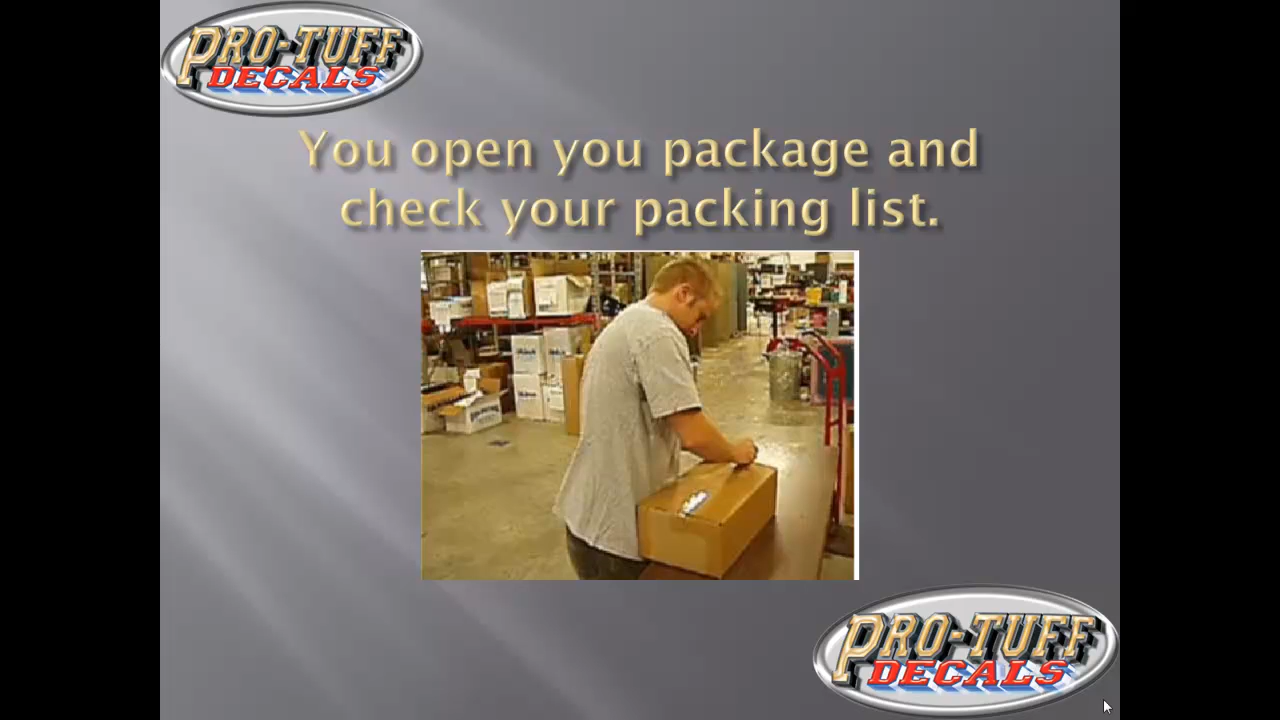 PRO-TUFF
DECALS
You open you package and
check your packing list.
PRO-TUFF
DECALS